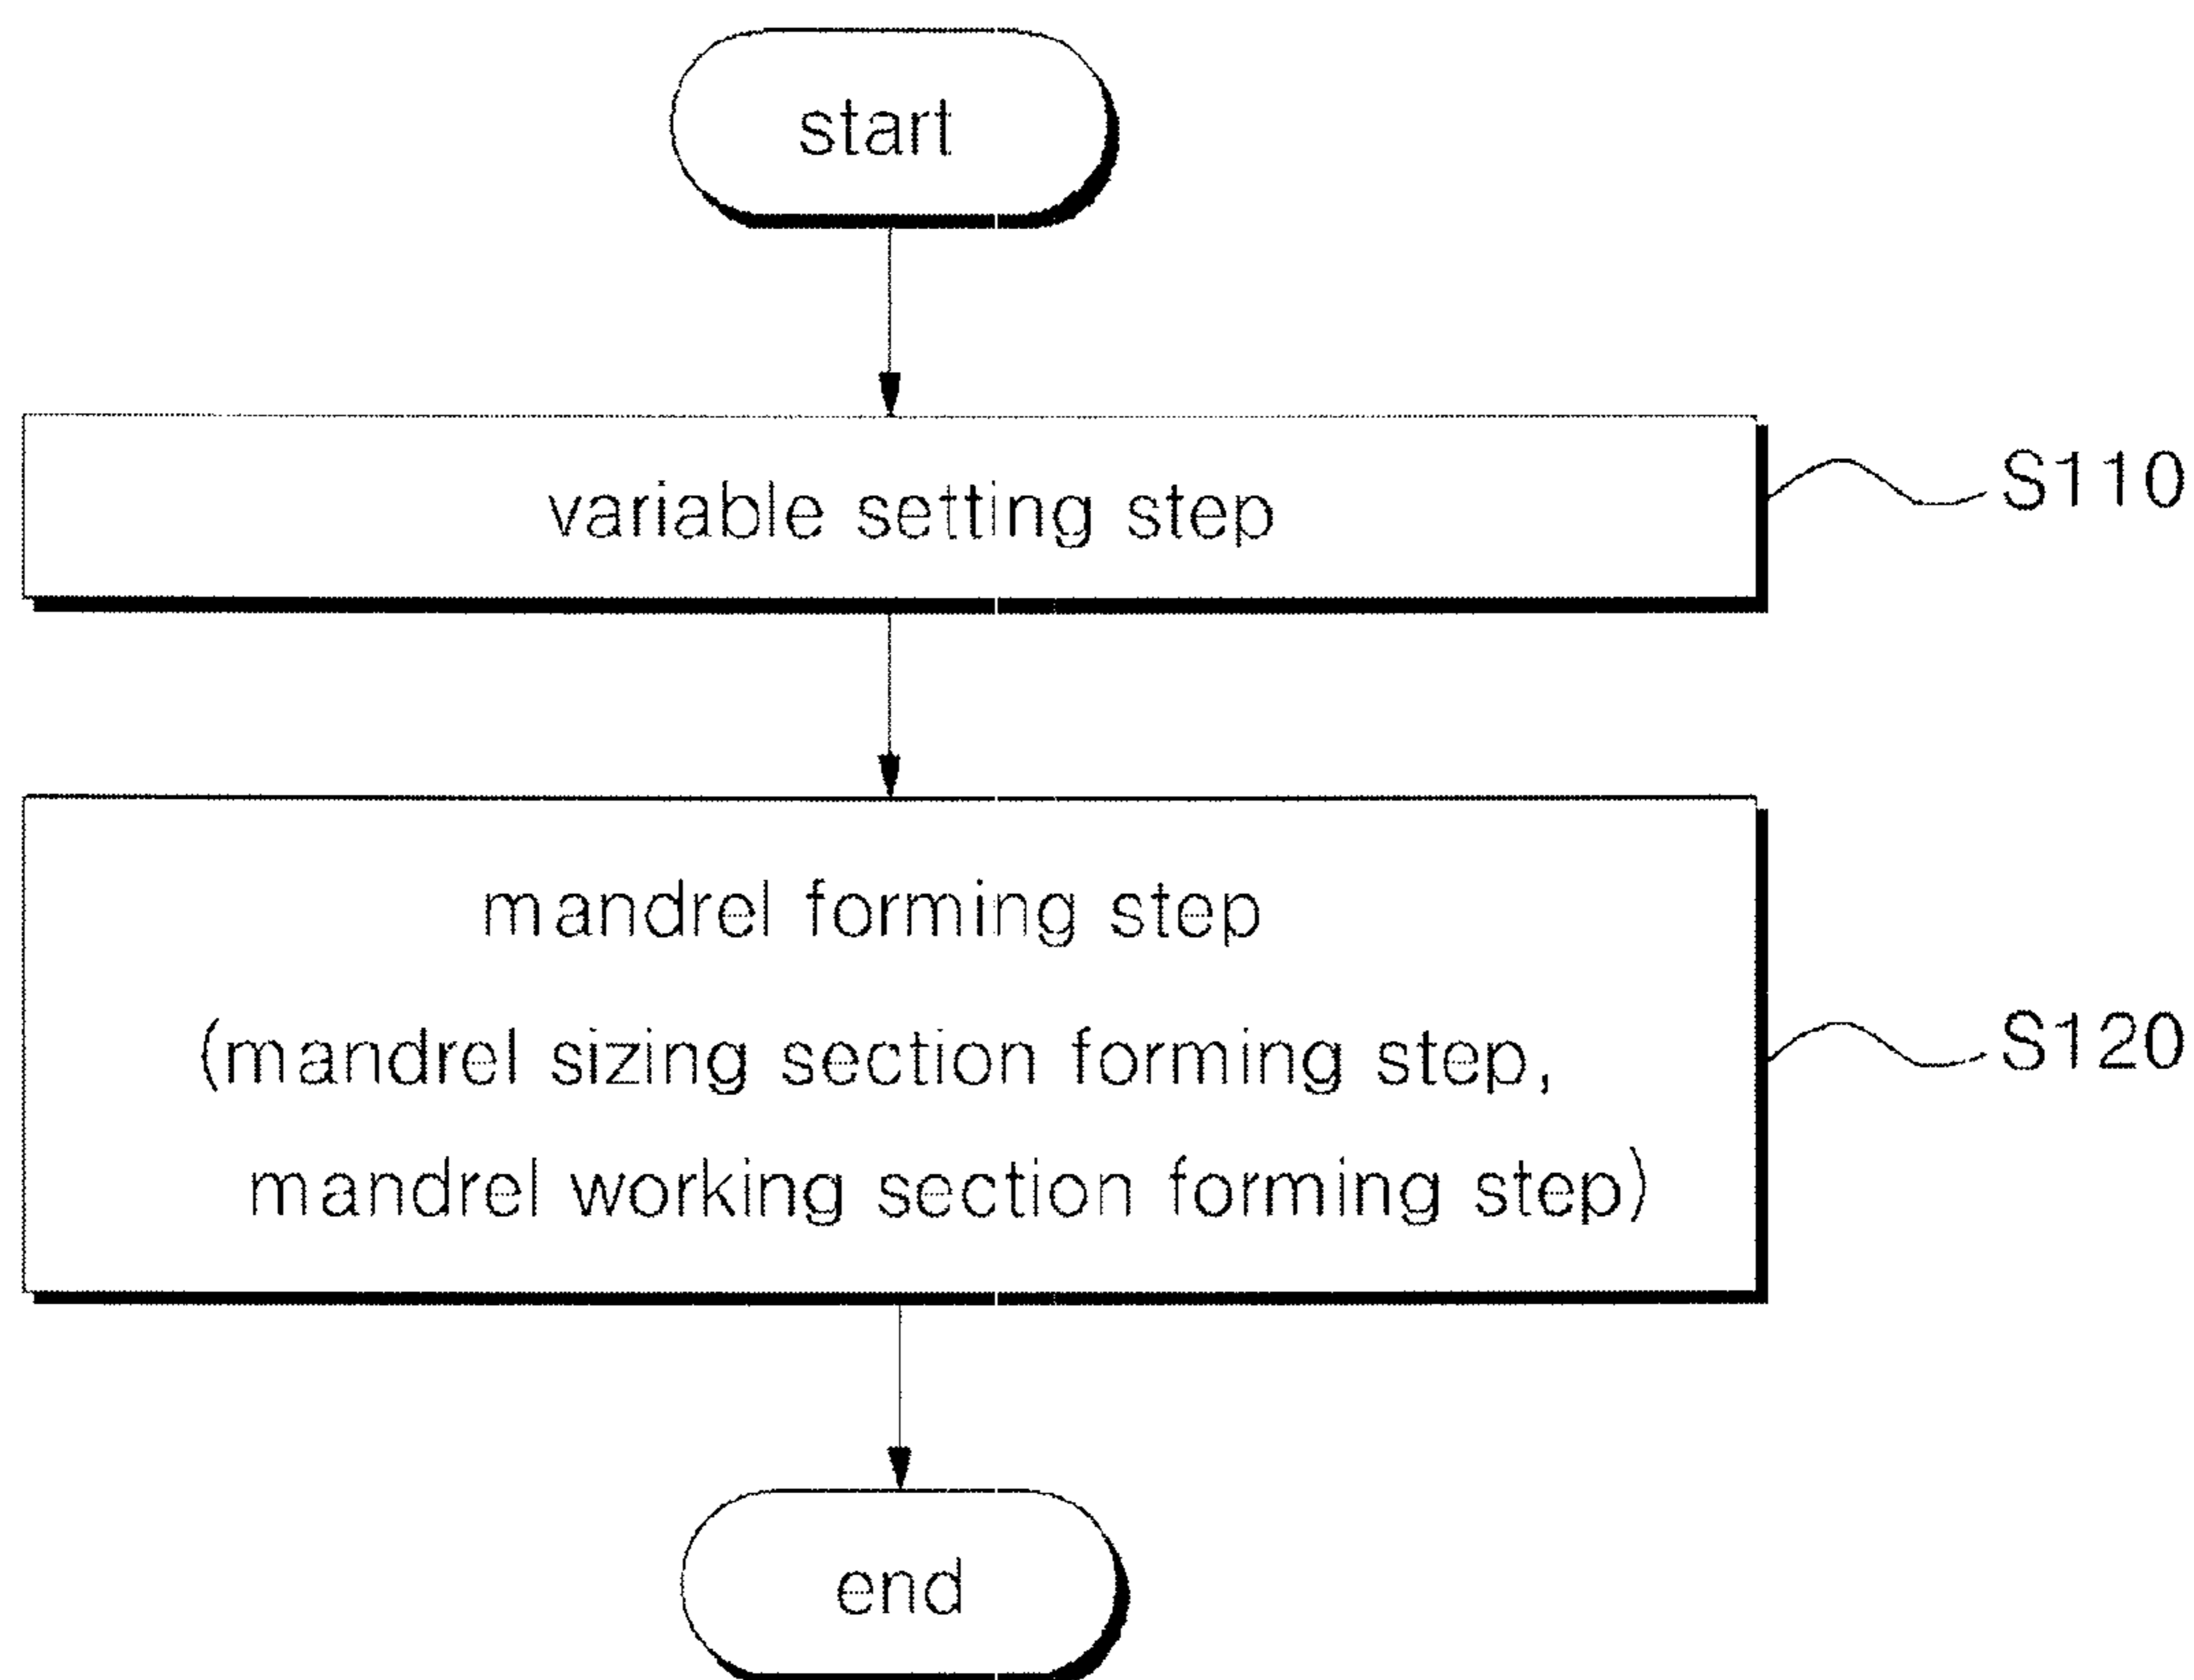 start
variable setting step
S110
mandrel forming step
(mandrel sizing section forming step,
mandrel working section forming step)
S120
end